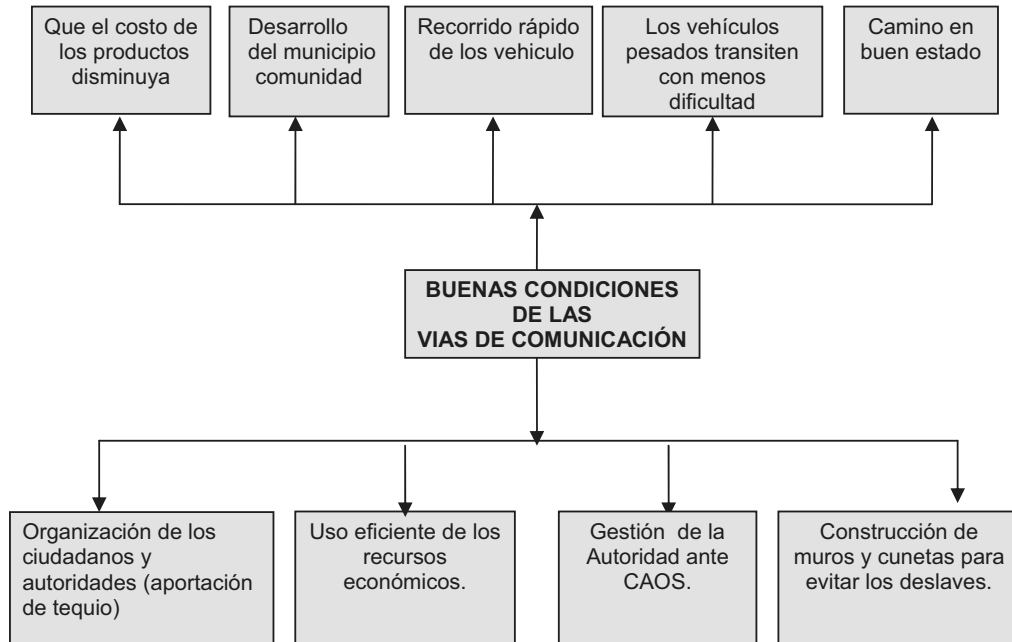 Que el costo de
los productos
disminuya
Desarrollo
del municipio
comunidad
Recorrido rápido
de los vehiculo
Los vehículos
pesados transiten
con menos
dificultad
Camino en
buen estado
BUENAS CONDICIONES
DE LAS
VIAS DE COMUNICACIÓN
Organización de los
ciudadanos y
autoridades (aportación
de tequio)
Uso eficiente de los
recursos
económicos.
Gestión de la
Autoridad ante
CAOS.
Construcción de
muros y cunetas para
evitar los deslaves.